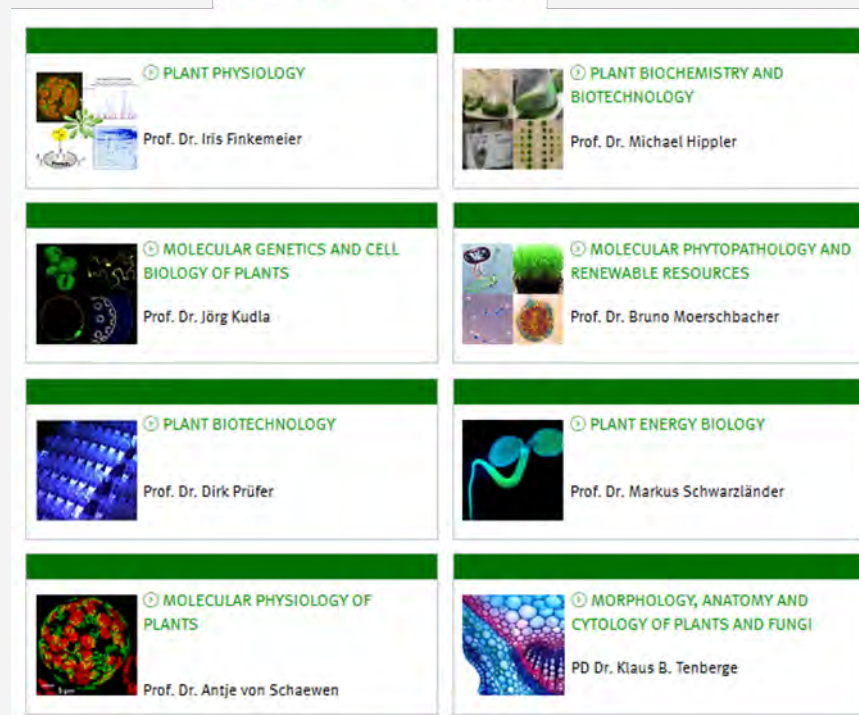 PLANT PHYSIOLOGY
Prof. Dr. Iris Finkemeier
PLANT BIOCHEMISTRY AND
BIOTECHNOLOGY
Prof. Dr. Michael Hippler
MOLECULAR GENETICS AND CELL
BIOLOGY OF PLANTS
Prof. Dr. Jörg Kudla
MOLECULAR PHYTOPATHOLOGY AND
RENEWABLE RESOURCES
Prof. Dr. Bruno Moerschbacher
PLANT BIOTECHNOLOGY
Prof. Dr. Dirk Prüfer
PLANT ENERGY BIOLOGY
Prof. Dr. Markus Schwarzländer
MOLECULAR PHYSIOLOGY OF
PLANTS
Prof. Dr. Antje von Schaewen
MORPHOLOGY, ANATOMY AND
CYTOLOGY OF PLANTS AND FUNGI
PD Dr. Klaus B. Tenberge